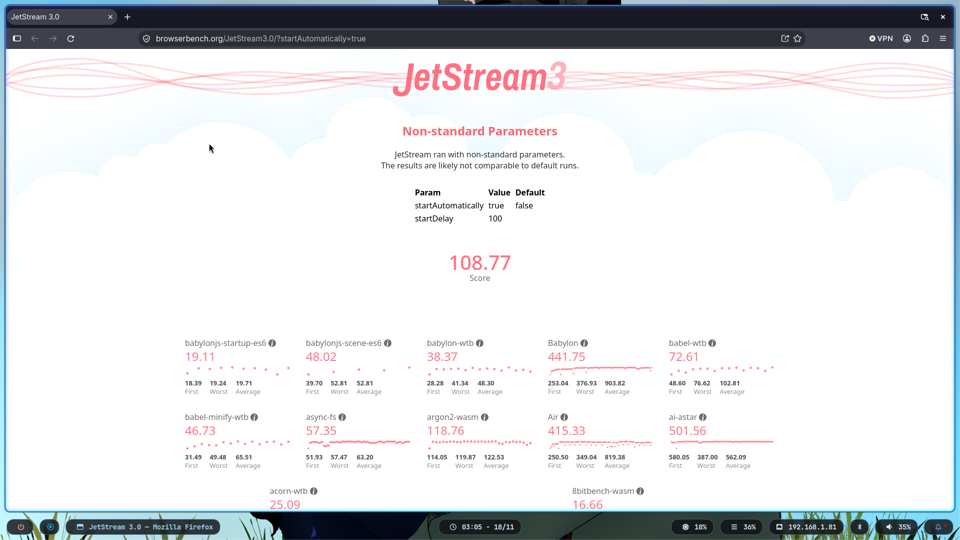 JetStream 3.0
browserbench.org/JetStream3.0/?startAutomatically=true
VPN
JetStream3
Non-standard Parameters
JetStream ran with non-standard parameters.
The results are likely not comparable to default runs.
Param Value Default
startAutomatically true false
startDelay 100
108.77
Score
babylonjs-startup-es6 babylonjs-scene-es6 babylon-wtb Babylon babel-wtb
19.11 48.02 38.37 441.75 72.61
18.39 19.24 19.71 39.70 52.81 52.81 28.28 41.34 48.30 253.04 376.93 903.82 48.60 76.62 102.81
First Worst Average First Worst Average First Worst Average First Worst Average First Worst Average
babel-minify-wtb async-fs argon2-wasm Air ai-astar
46.73 57.35 118.76 415.33 501.56
31.49 49.48 65.51 51.93 57.47 63.20 114.05 119.87 122.53 250.50 349.04 819.38 580.05 387.00 562.09
First Worst Average First Worst Average First Worst Average First Worst Average First Worst Average
acorn-wtb 8bitbench-wasm
25.09 16.66
JetStream 3.0 — Mozilla Firefox 03:05 - 18/11 18% 36% 192.168.1.81 35%